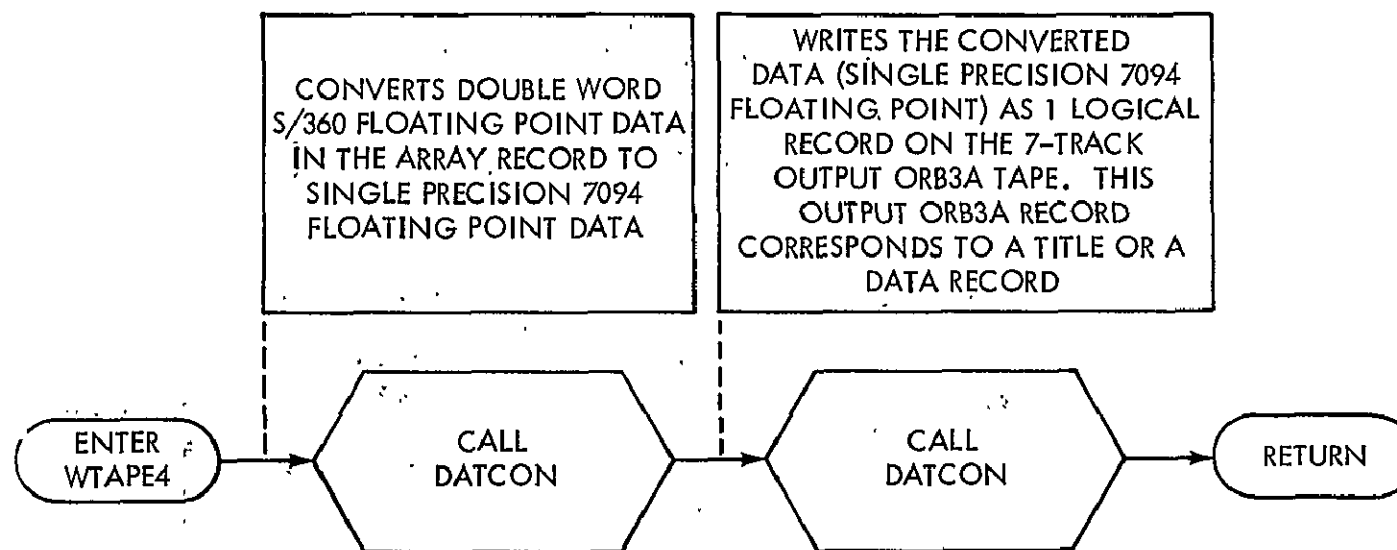 CONVERTS DOUBLE WORD
S/360 FLOATING POINT DATA
IN THE ARRAY RECORD TO
SINGLE PRECISION 7094
FLOATING POINT DATA
WRITES THE CONVERTED
DATA (SINGLE PRECISION 7094
FLOATING POINT) AS 1 LOGICAL
RECORD ON THE 7-TRACK
OUTPUT ORB3A TAPE. THIS
OUTPUT ORB3A RECORD
CORRESPONDS TO A TITLE OR A
DATA RECORD
ENTER
WTAPE4
CALL
DATCON
CALL
DATCON
RETURN